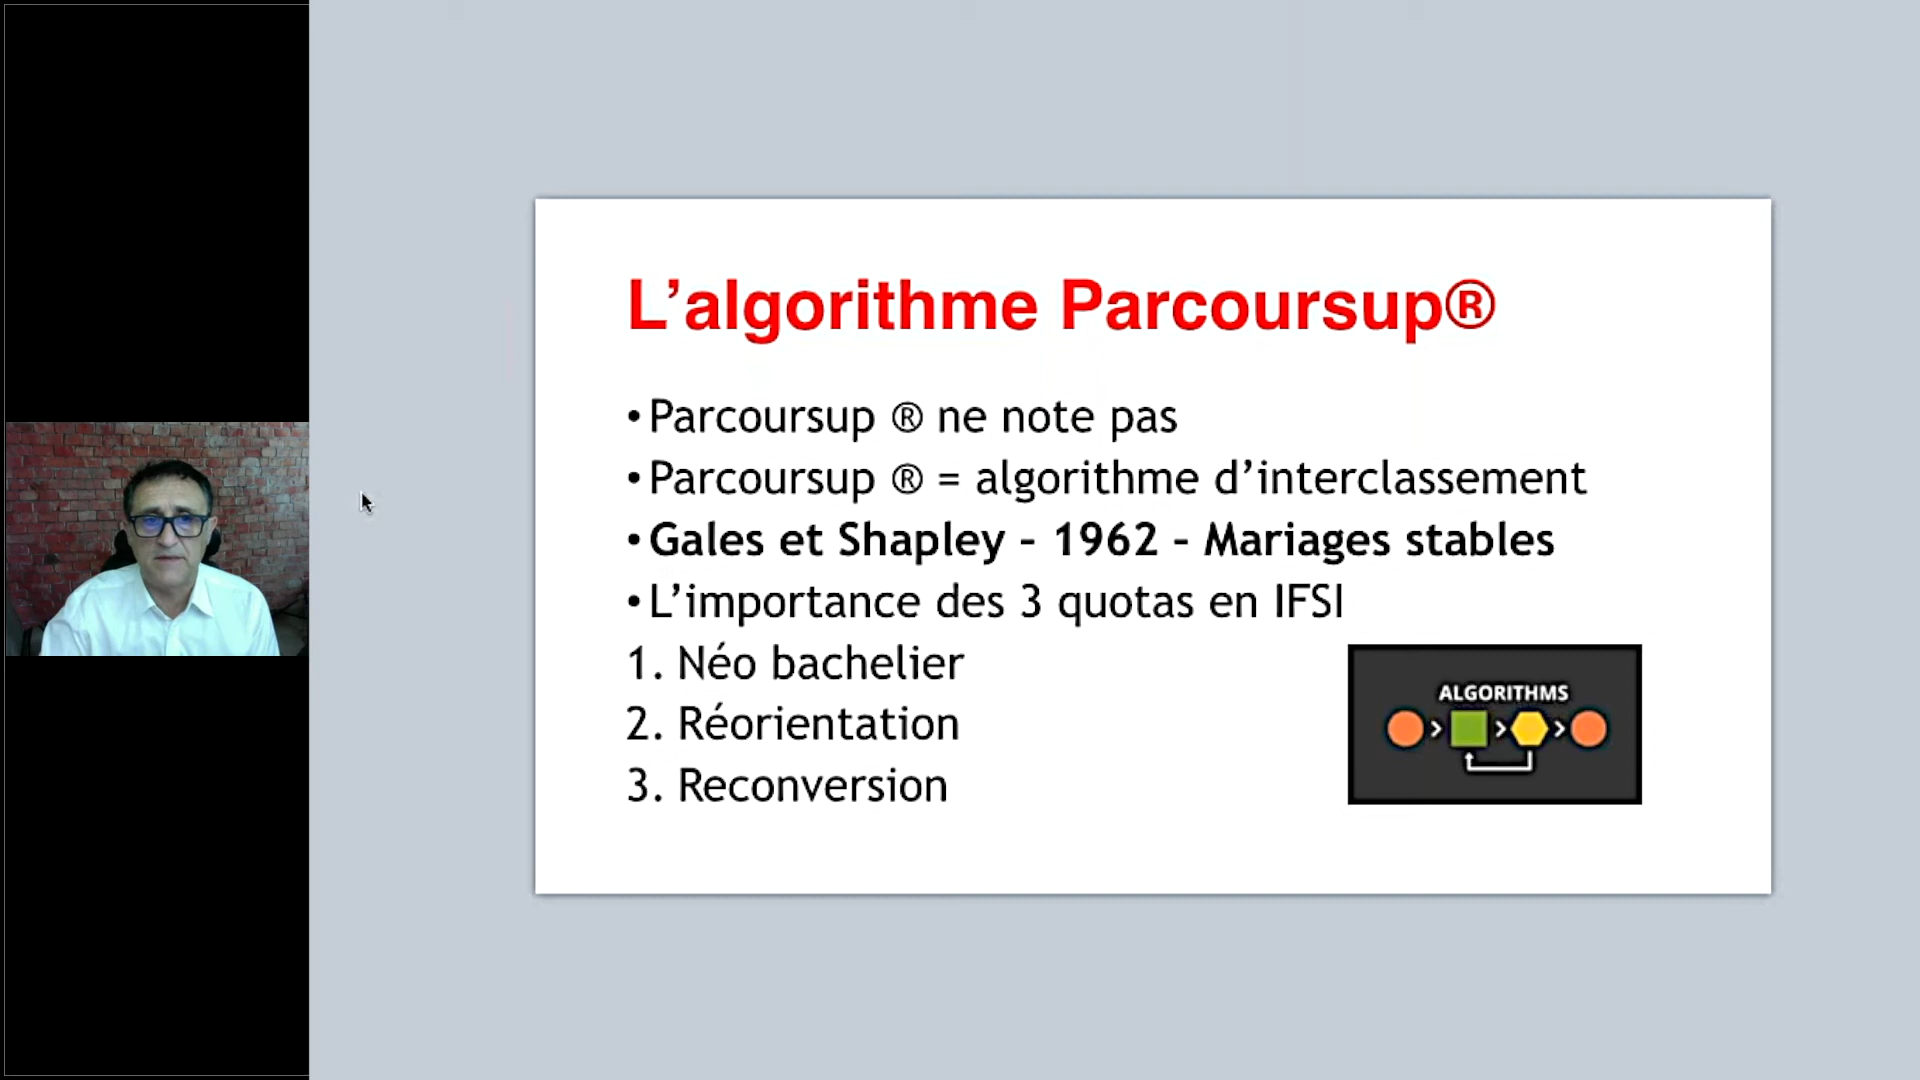 L’algorithme Parcoursup®
•Parcoursup ® ne note pas
•Parcoursup ® = algorithme d’interclassement
•Gales et Shapley – 1962 – Mariages stables
•L’importance des 3 quotas en IFSI
1. Néo bachelier
2. Réorientation
3. Reconversion
ALGORITHMS